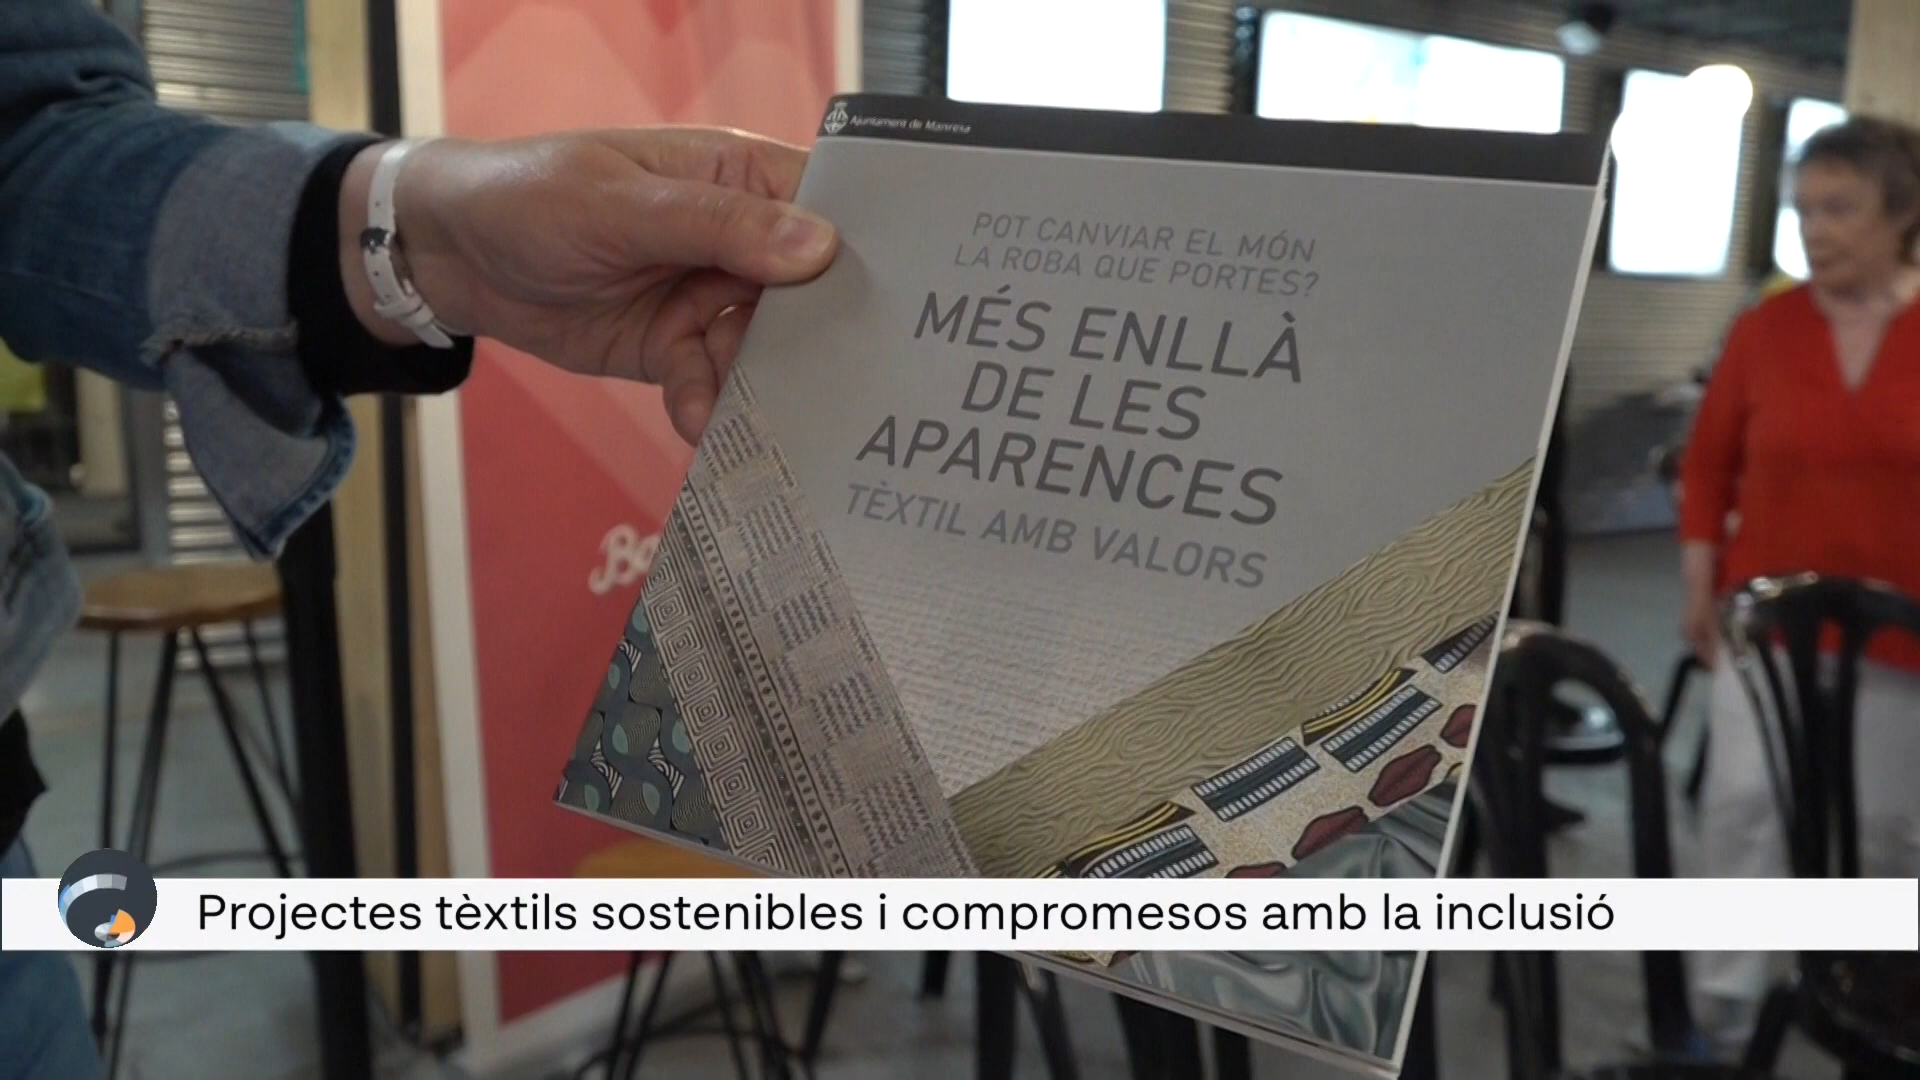 Ajuntament de Manresa
POT CANVIAR EL MÓN
LA ROBA QUE PORTES?
MÉS ENLLÀ
DE LES
APARENCES
TÈXTIL AMB VALORS
Projectes tèxtils sostenibles i compromesos amb la inclusió